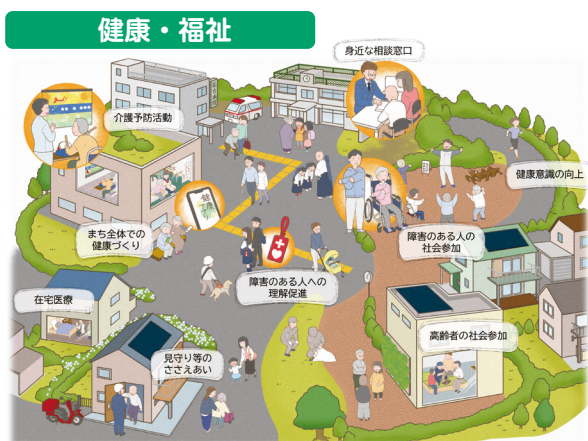 健康・福祉
身近な相談窓口
介護予防活動
健康意識の向上
まち全体での
健康づくり
障害のある人の
社会参加
障害のある人への
理解促進
在宅医療
高齢者の社会参加
見守り等の
ささえあい